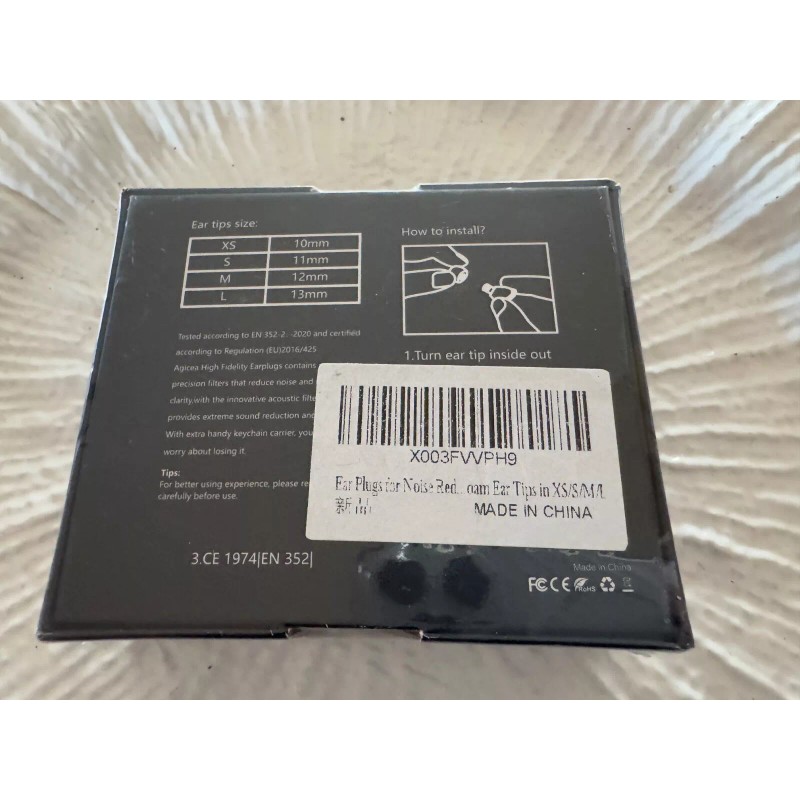 Ear tips size:
XS 10mm
S 11mm
M 12mm
L 13mm
How to install?
1.Turn ear tip inside out
Tested according to EN 352-2: -2020 and certified
according to Regulation (EU)2016/425
Agicea High Fidelity Earplugs contains
precision filters that reduce noise and
clarity,with the innovative acoustic
provides extreme sound reduction
With extra handy keychain carrier,
worry about losing it.
Tips:
For better using experience, please
carefully before use.
3.CE 1974|EN 352|
X003FVVPH9
Ear Plugs for Noise Red...oam Ear Tips in XS/S/M/L
新品
MADE IN CHINA
Made in China
FC CE RoHS